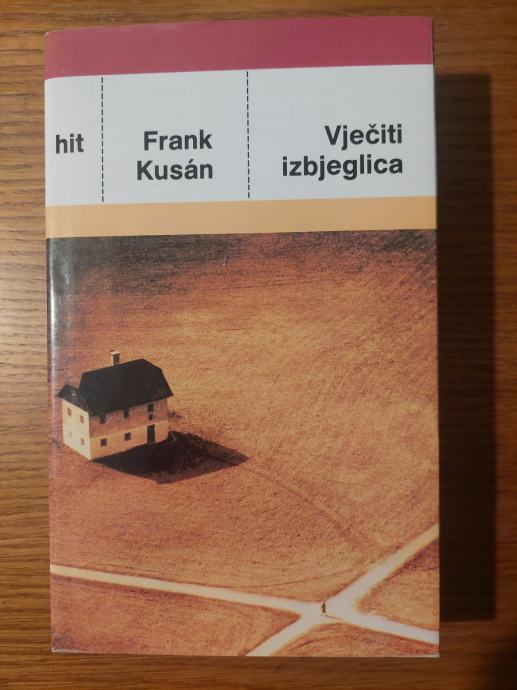 hit
Frank
Kusán
Vječiti
izbjeglica